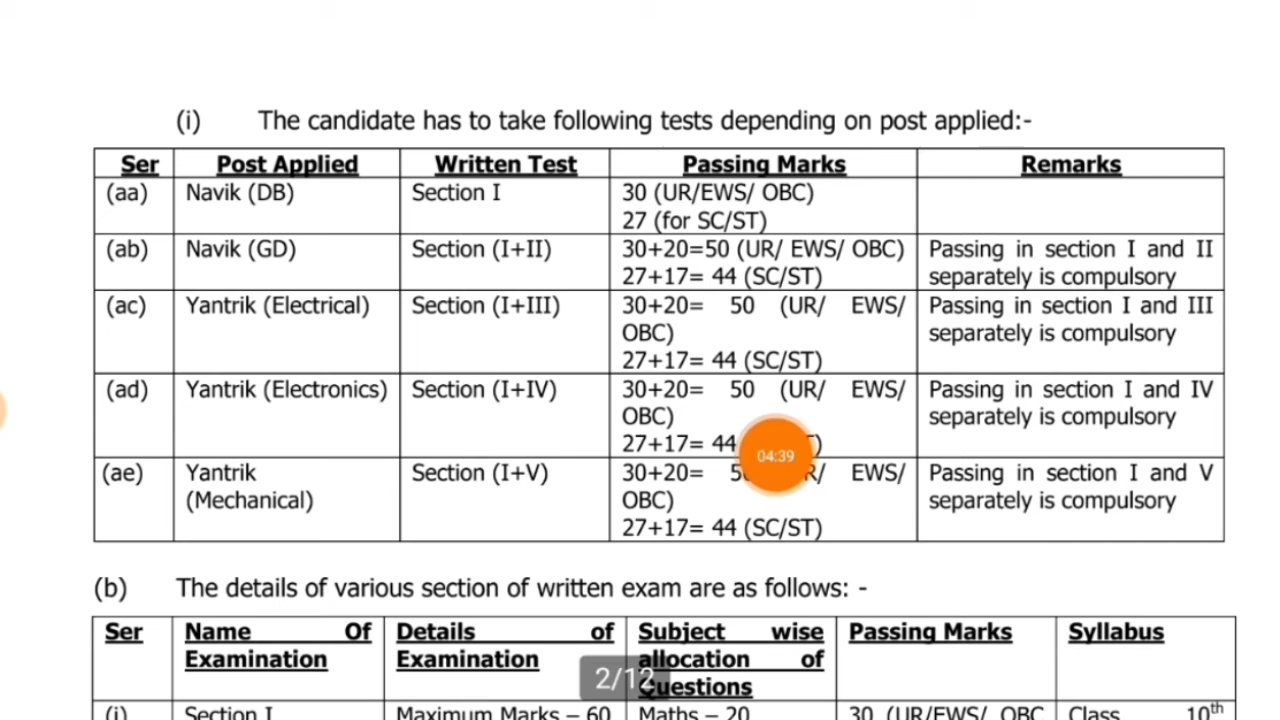 (i) The candidate has to take following tests depending on post applied:-
Ser Post Applied Written Test Passing Marks Remarks
(aa) Navik (DB) Section I 30 (UR/EWS/ OBC)
27 (for SC/ST)
(ab) Navik (GD) Section (I+II) 30+20=50 (UR/ EWS/ OBC) Passing in section I and II
27+17= 44 (SC/ST) separately is compulsory
(ac) Yantrik (Electrical) Section (I+III) 30+20= 50 (UR/ EWS/ Passing in section I and III
OBC) separately is compulsory
27+17= 44 (SC/ST)
(ad) Yantrik (Electronics) Section (I+IV) 30+20= 50 (UR/ EWS/ Passing in section I and IV
OBC) separately is compulsory
27+17= 44
04:39
(ae) Yantrik Section (I+V) 30+20= EWS/ Passing in section I and V
(Mechanical) OBC) separately is compulsory
27+17= 44 (SC/ST)
(b) The details of various section of written exam are as follows: -
Ser Name Of Details of Subject wise Passing Marks Syllabus
Examination Examination allocation of
2/12
Questions
(i) Section I Maximum Marks – 60 Maths – 20 30 (UR/EWS/ OBC Class 10th